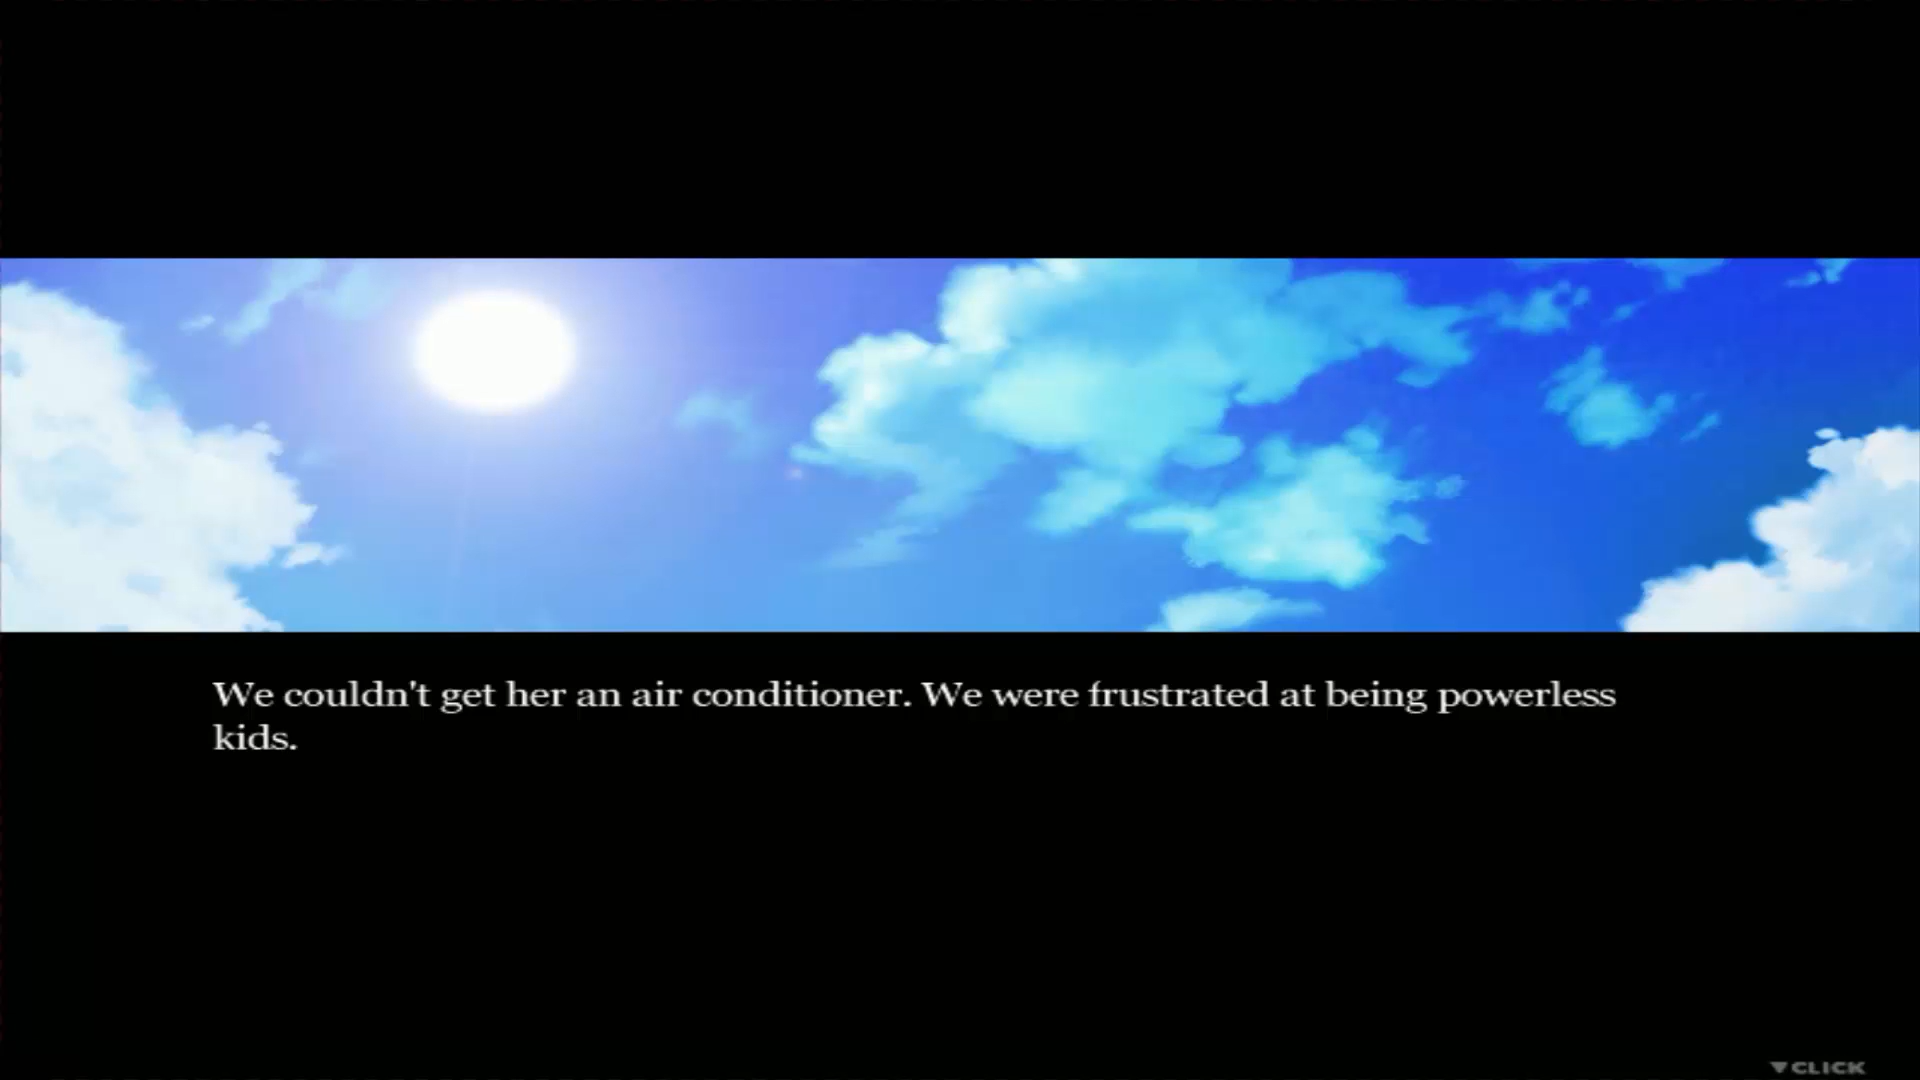 We couldn't get her an air conditioner. We were frustrated at being powerless
kids.
▼CLICK